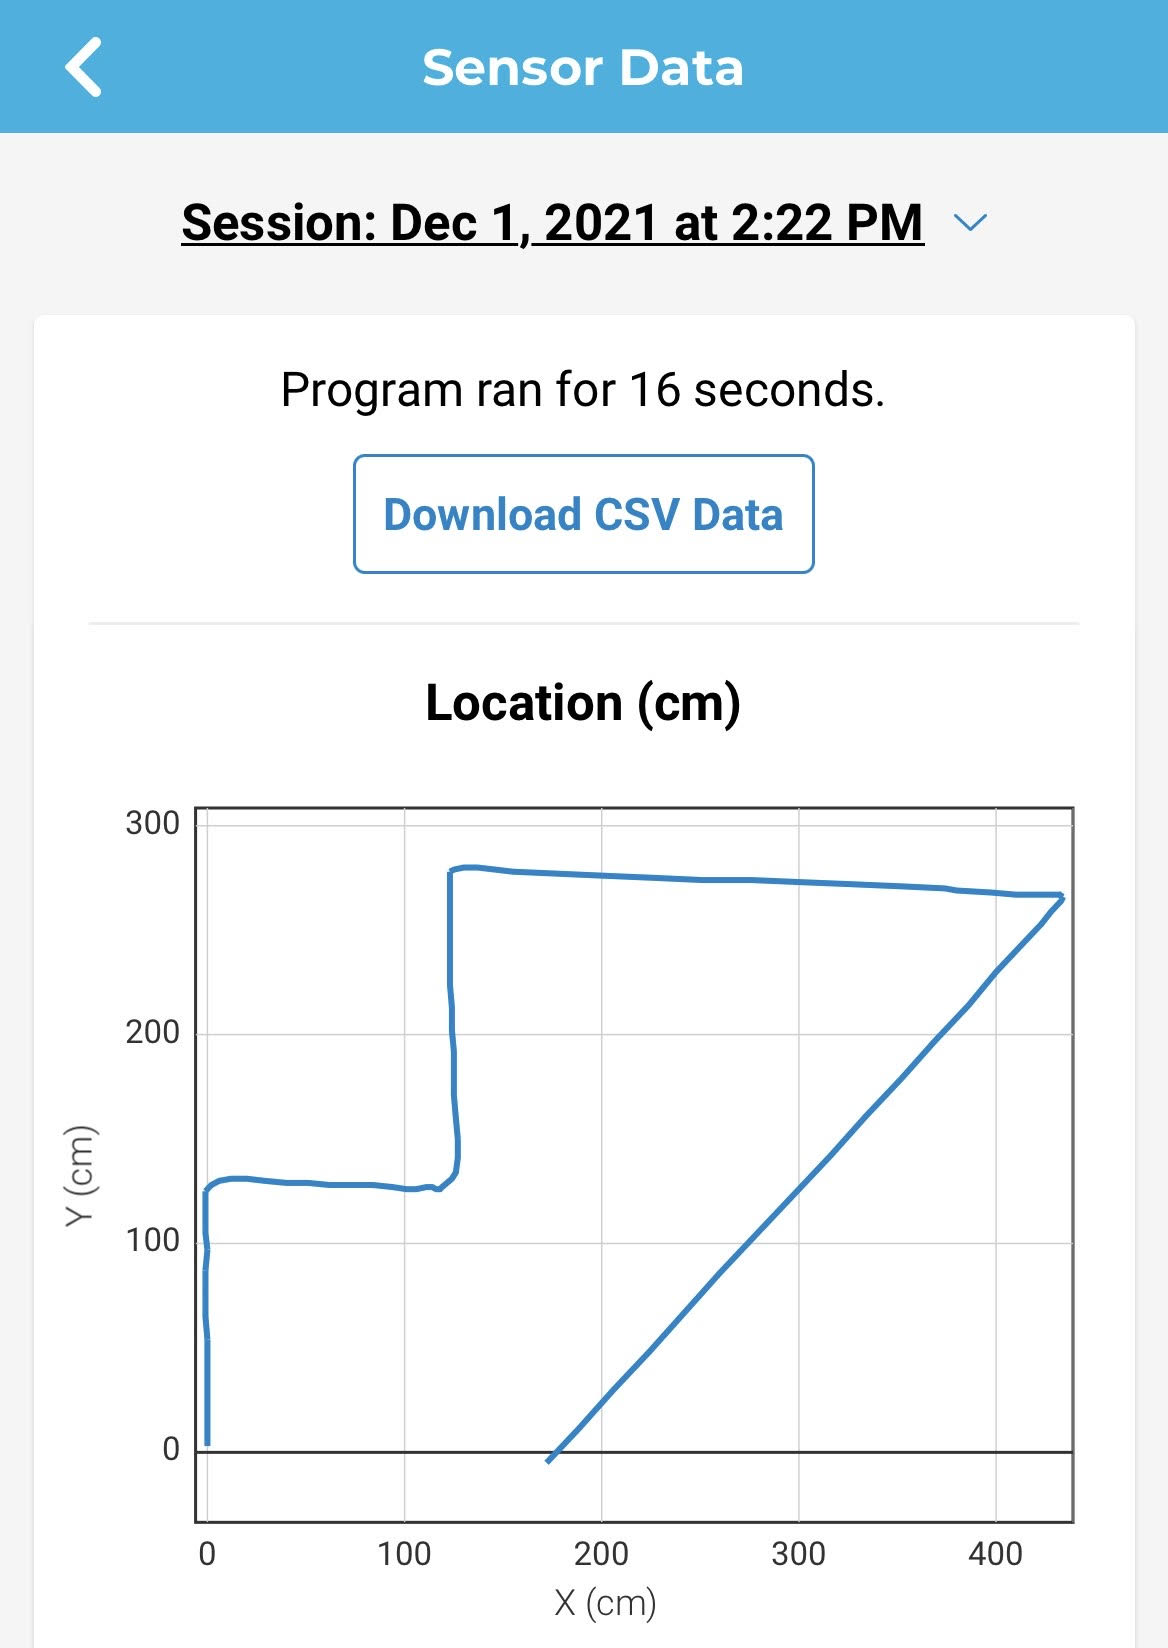 Sensor Data
Session: Dec 1, 2021 at 2:22 PM
Program ran for 16 seconds.
Download CSV Data
Location (cm)
300
200
100
0
Y (cm)
0 100 200 300 400
X (cm)